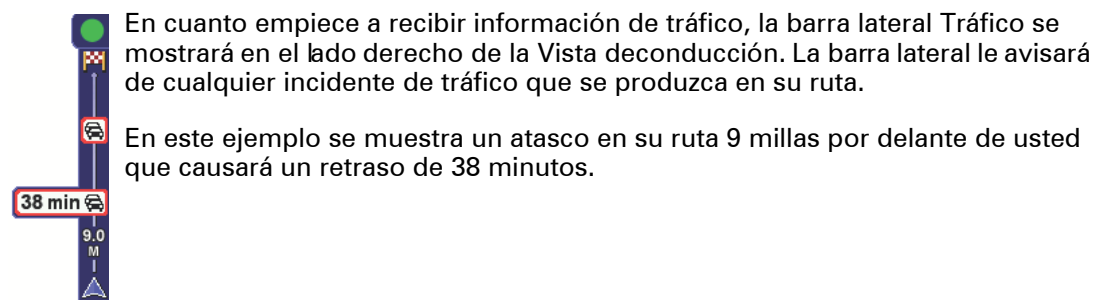 En cuanto empiece a recibir información de tráfico, la barra lateral Tráfico se
mostrará en el lado derecho de la Vista deconducción. La barra lateral le avisará
de cualquier incidente de tráfico que se produzca en su ruta.
En este ejemplo se muestra un atasco en su ruta 9 millas por delante de usted
que causará un retraso de 38 minutos.
38 min
9.0
M